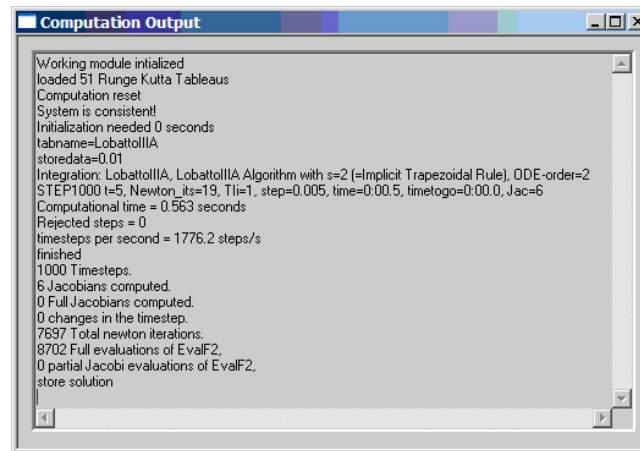 Computation Output
Working module intialized
loaded 51 Runge Kutta Tableaus
Computation reset
System is consistent!
Initialization needed 0 seconds
tabname=LobattoIIIA
storedata=0.01
Integration: LobattoIIIA, LobattoIIIA Algorithm with s=2 (=Implicit Trapezoidal Rule), ODE-order=2
STEP1000 t=5, Newton_its=19, TIi=1, step=0.005, time=0:00.5, timetogo=0:00.0, Jac=6
Computational time = 0.563 seconds
Rejected steps = 0
timesteps per second = 1776.2 steps/s
finished
1000 Timesteps.
6 Jacobians computed.
0 Full Jacobians computed.
0 changes in the timestep.
7697 Total newton iterations.
8702 Full evaluations of EvalF2,
0 partial Jacobi evaluations of EvalF2,
store solution